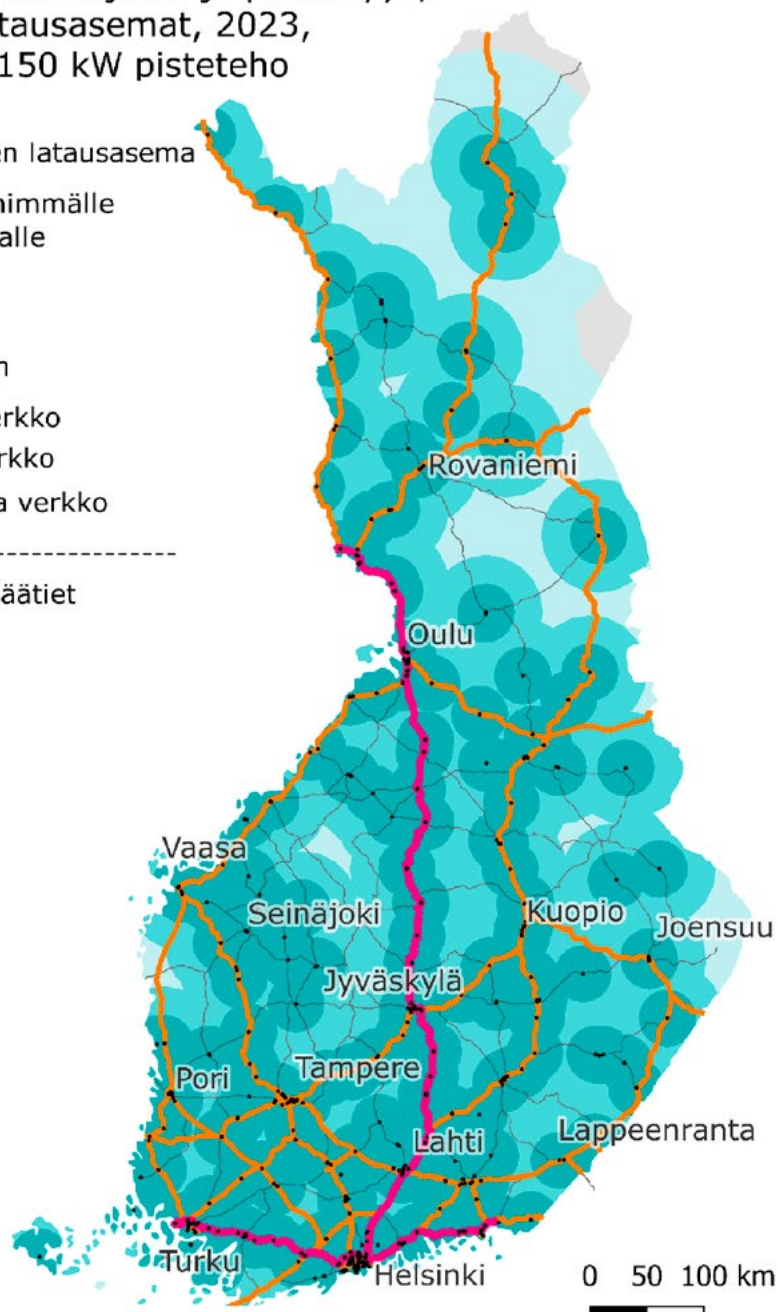 tausasemat, 2023,
150 kW pisteteho
en latausasema
nimmälle
alle
n
erkko
rkko
a verkko
äätiet
Rovaniemi
Oulu
Vaasa
Seinäjoki
Kuopio
Joensuu
Jyväskylä
Tampere
Pori
Lahti
Lappeenranta
Turku
Helsinki
0 50 100 km